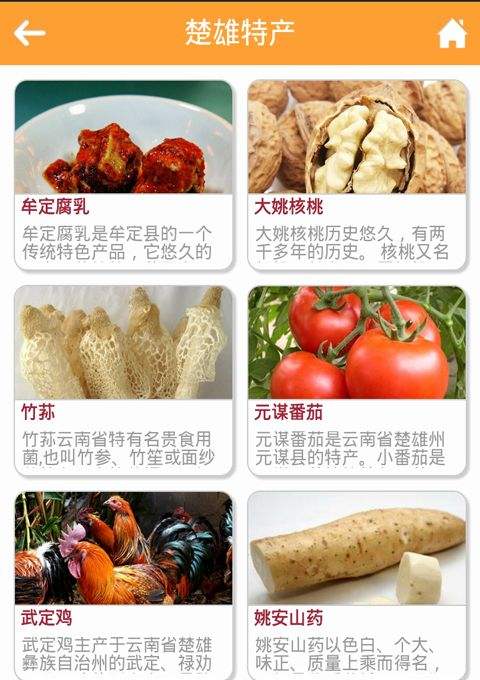 楚雄特产
牟定腐乳
牟定腐乳是牟定县的一个
传统特色产品，它悠久的
大姚核桃
大姚核桃历史悠久，有两
千多年的历史。 核桃又名
竹荪
竹荪云南省特有名贵食用
菌,也叫竹参、竹笙或面纱
元谋番茄
元谋番茄是云南省楚雄州
元谋县的特产。小番茄是
武定鸡
武定鸡主产于云南省楚雄
彝族自治州的武定、禄劝
姚安山药
姚安山药以色白、个大、
味正、质量上乘而得名，